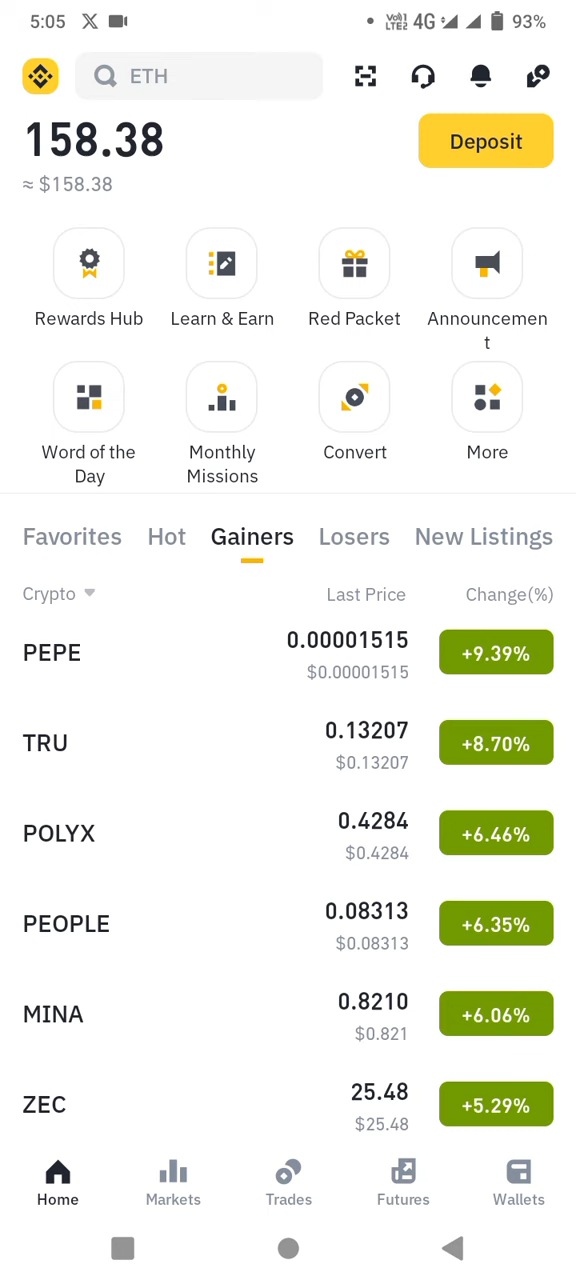 5:05 Vo)) 1 LTE2 4G 93%
ETH
158.38 Deposit
≈ $158.38
Rewards Hub Learn & Earn Red Packet Announcemen
t
Word of the Monthly Convert More
Day Missions
Favorites Hot Gainers Losers New Listings
Crypto Last Price Change(%)
PEPE 0.00001515 +9.39%
$0.00001515
TRU 0.13207 +8.70%
$0.13207
POLYX 0.4284 +6.46%
$0.4284
PEOPLE 0.08313 +6.35%
$0.08313
MINA 0.8210 +6.06%
$0.821
ZEC 25.48 +5.29%
$25.48
Home Markets Trades Futures Wallets